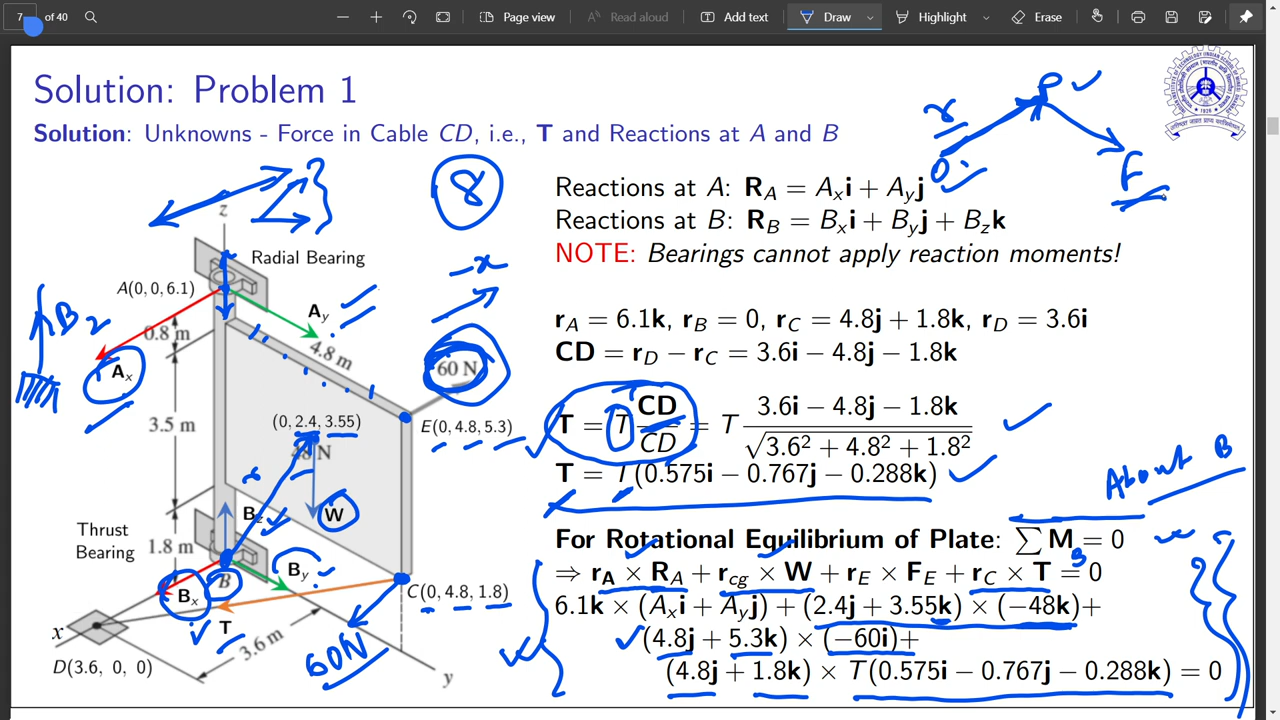 7 of 40
Page view
Read aloud
Add text
Draw
Highlight
Erase
Solution: Problem 1
Solution: Unknowns - Force in Cable CD, i.e., T and Reactions at A and B
8
r
O
P
F
z
Radial Bearing
A(0, 0, 6.1)
A_y
-x
B_z
0.8 m
4.8 m
60 N
A_x
3.5 m
(0, 2.4, 3.55)
E(0, 4.8, 5.3)
48 N
r
B_z
W
Thrust
Bearing
1.8 m
B
B_y
B_x
C(0, 4.8, 1.8)
x
T
3.6 m
60N
D(3.6, 0, 0)
y
Reactions at A: R_A = A_x i + A_y j
Reactions at B: R_B = B_x i + B_y j + B_z k
NOTE: Bearings cannot apply reaction moments!
r_A = 6.1k, r_B = 0, r_C = 4.8j + 1.8k, r_D = 3.6i
CD = r_D − r_C = 3.6i − 4.8j − 1.8k
T = T CD/CD = T (3.6i − 4.8j − 1.8k)/√(3.6² + 4.8² + 1.8²)
T = T(0.575i − 0.767j − 0.288k)
About B
For Rotational Equilibrium of Plate: ∑ M_B = 0
⇒ r_A × R_A + r_cg × W + r_E × F_E + r_C × T = 0
6.1k × (A_x i + A_y j) + (2.4j + 3.55k) × (−48k)+
(4.8j + 5.3k) × (−60i)+
(4.8j + 1.8k) × T(0.575i − 0.767j − 0.288k) = 0